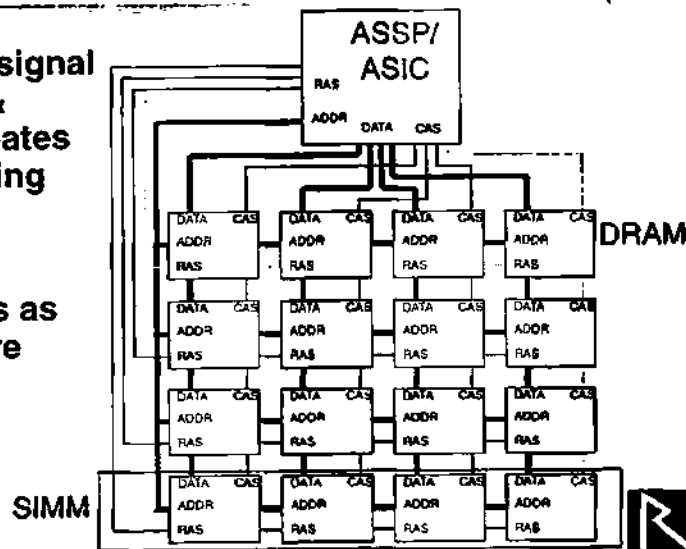 signal
ates
ing
s as
re
ASSP/
ASIC
RAS
ADDR
DATA CAS
DATA CAS DATA CAS DATA CAS DATA CAS
ADDR ADDR ADDR ADDR
RAS RAS RAS RAS
DRAM
DATA CAS DATA CAS DATA CAS DATA CAS
ADDR ADDR ADDR ADDR
RAS RAS RAS RAS
DATA CAS DATA CAS DATA CAS DATA CAS
ADDR ADDR ADDR ADDR
RAS RAS RAS RAS
SIMM
DATA CAS DATA CAS DATA CAS DATA CAS
ADDR ADDR ADDR ADDR
RAS RAS RAS RAS